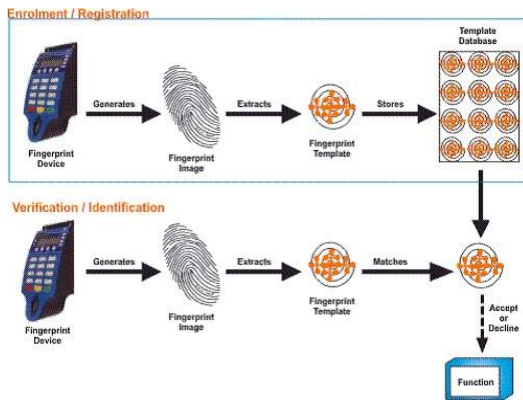 Enrolment / Registration
Template
Database
Generates
Extracts
Stores
Fingerprint
Device
Fingerprint
Image
Fingerprint
Template
Verification / Identification
Generates
Extracts
Matches
Fingerprint
Device
Fingerprint
Image
Fingerprint
Template
Accept
or
Decline
Function